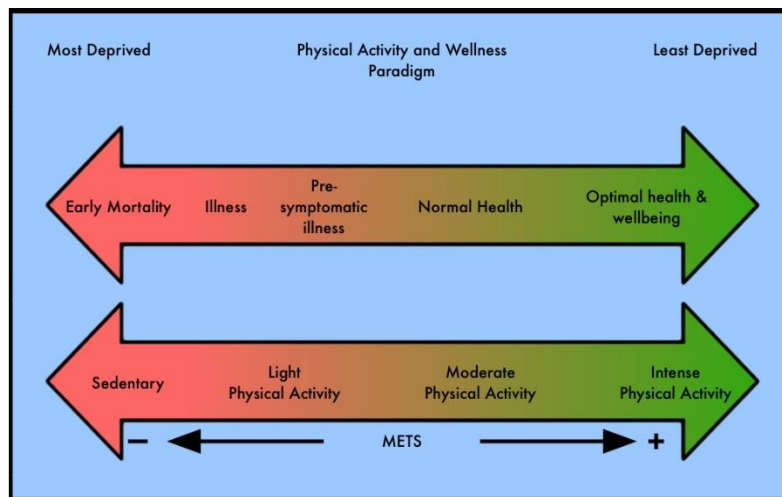 Most Deprived
Physical Activity and Wellness
Paradigm
Least Deprived
Early Mortality
Illness
Pre-
symptomatic
illness
Normal Health
Optimal health &
wellbeing
Sedentary
Light
Physical Activity
Moderate
Physical Activity
Intense
Physical Activity
− METS +